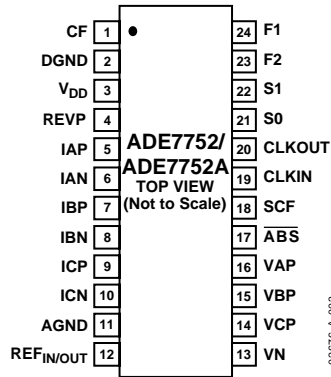 CF 1 24 F1
DGND 2 23 F2
VDD 3 22 S1
REVP 4 21 S0
IAP 5 20 CLKOUT
IAN 6 19 CLKIN
IBP 7 18 SCF
IBN 8 17 ABS
ICP 9 16 VAP
ICN 10 15 VBP
AGND 11 14 VCP
REFIN/OUT 12 13 VN
ADE7752/
ADE7752A
TOP VIEW
(Not to Scale)